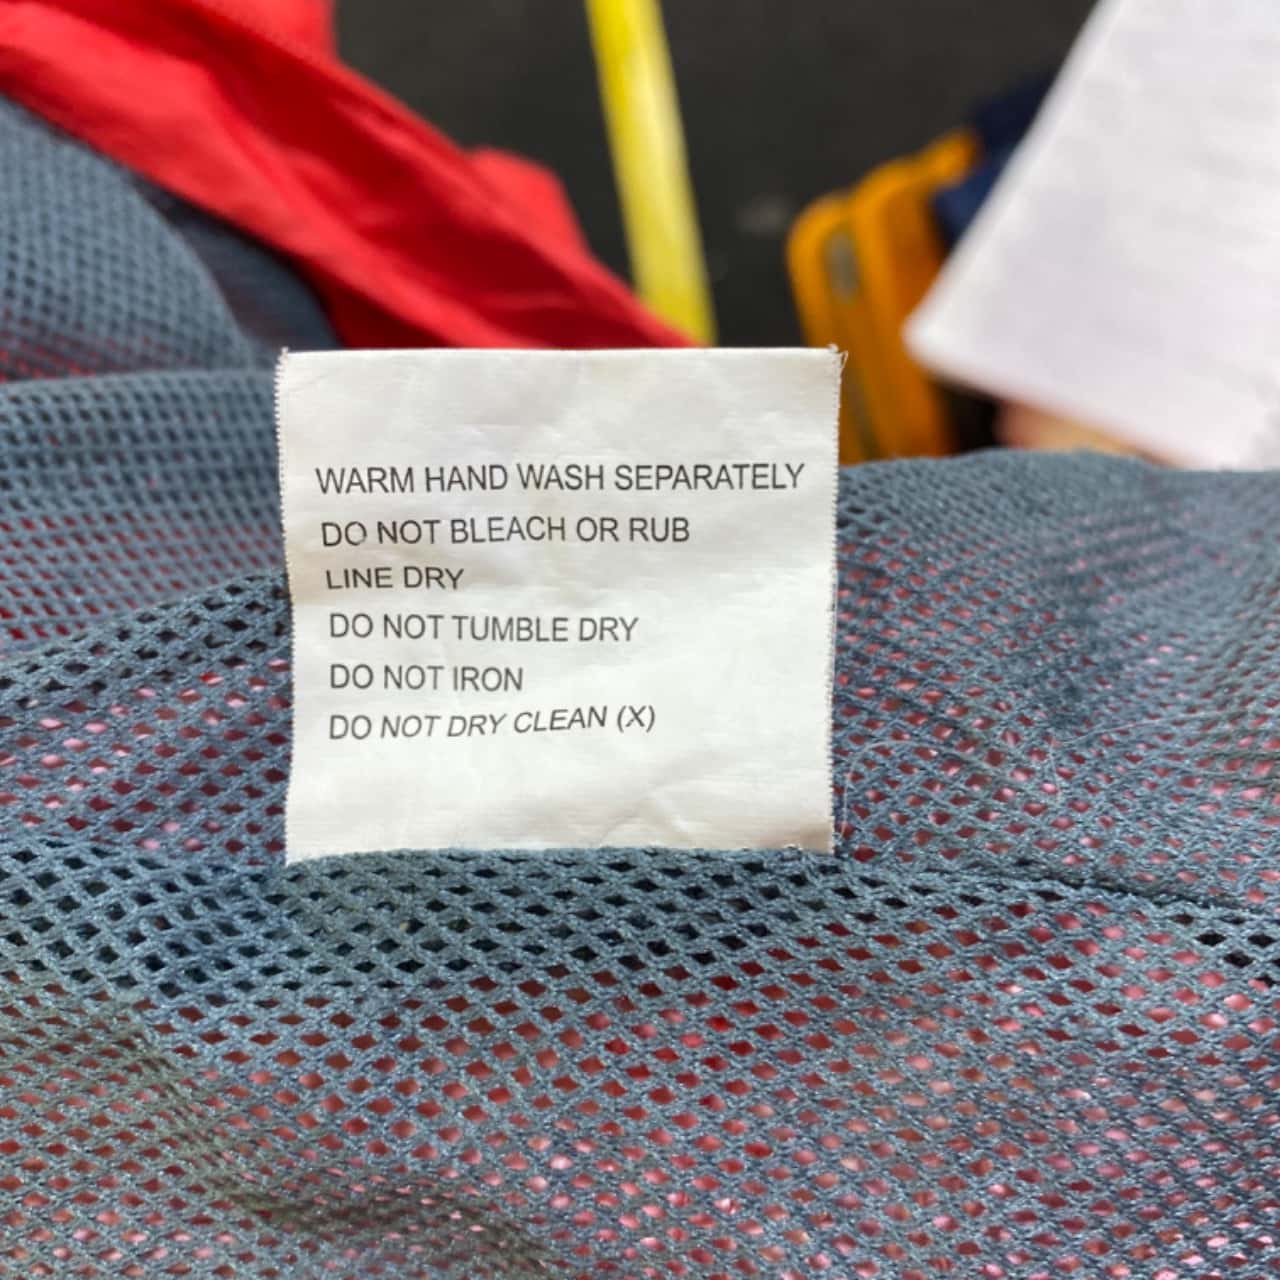 WARM HAND WASH SEPARATELY
DO NOT BLEACH OR RUB
LINE DRY
DO NOT TUMBLE DRY
DO NOT IRON
DO NOT DRY CLEAN (X)